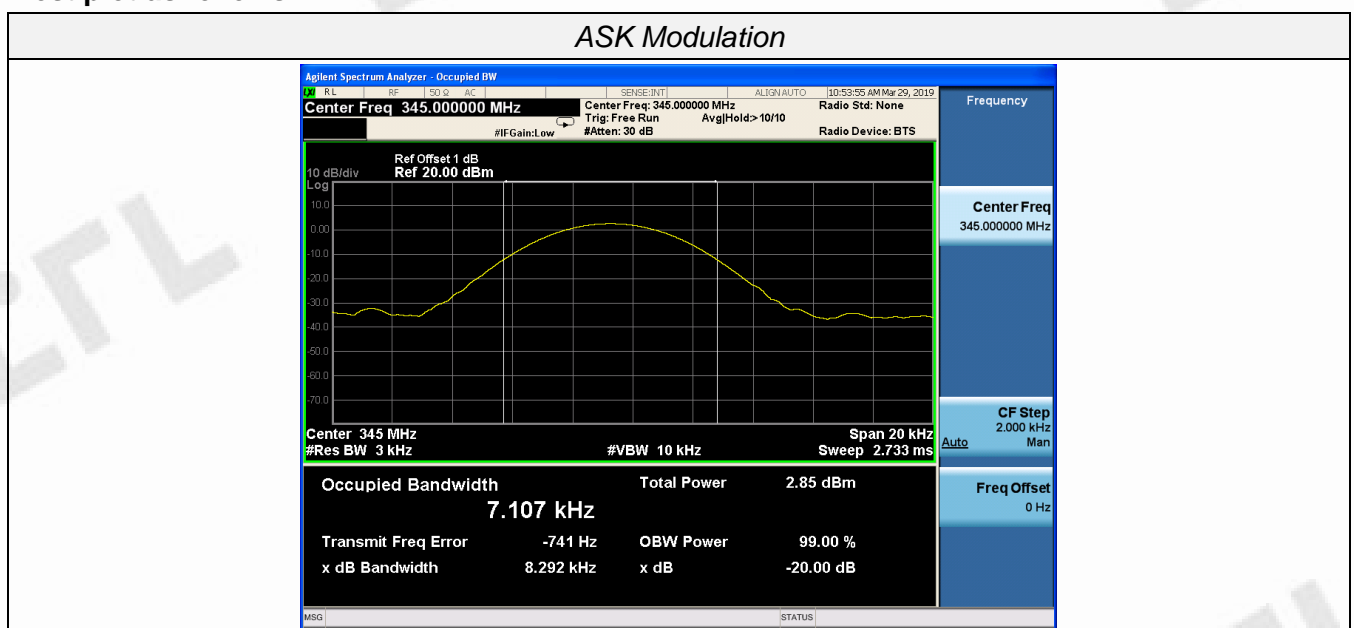 ASK Modulation
Agilent Spectrum Analyzer - Occupied BW
LXI RL RF 50 Ω AC SENSE:INT ALIGN AUTO 10:53:55 AM Mar 29, 2019
Center Freq 345.000000 MHz
Center Freq: 345.000000 MHz Radio Std: None
Trig: Free Run Avg|Hold:>10/10
#IFGain:Low #Atten: 30 dB Radio Device: BTS
Ref Offset 1 dB
10 dB/div Ref 20.00 dBm
Log
10.0
0.00
-10.0
-20.0
-30.0
-40.0
-50.0
-60.0
-70.0
Center 345 MHz Span 20 kHz
#Res BW 3 kHz #VBW 10 kHz Sweep 2.733 ms
Occupied Bandwidth Total Power 2.85 dBm
7.107 kHz
Transmit Freq Error -741 Hz OBW Power 99.00 %
x dB Bandwidth 8.292 kHz x dB -20.00 dB
MSG STATUS
Frequency
Center Freq
345.000000 MHz
CF Step
2.000 kHz
Auto Man
Freq Offset
0 Hz